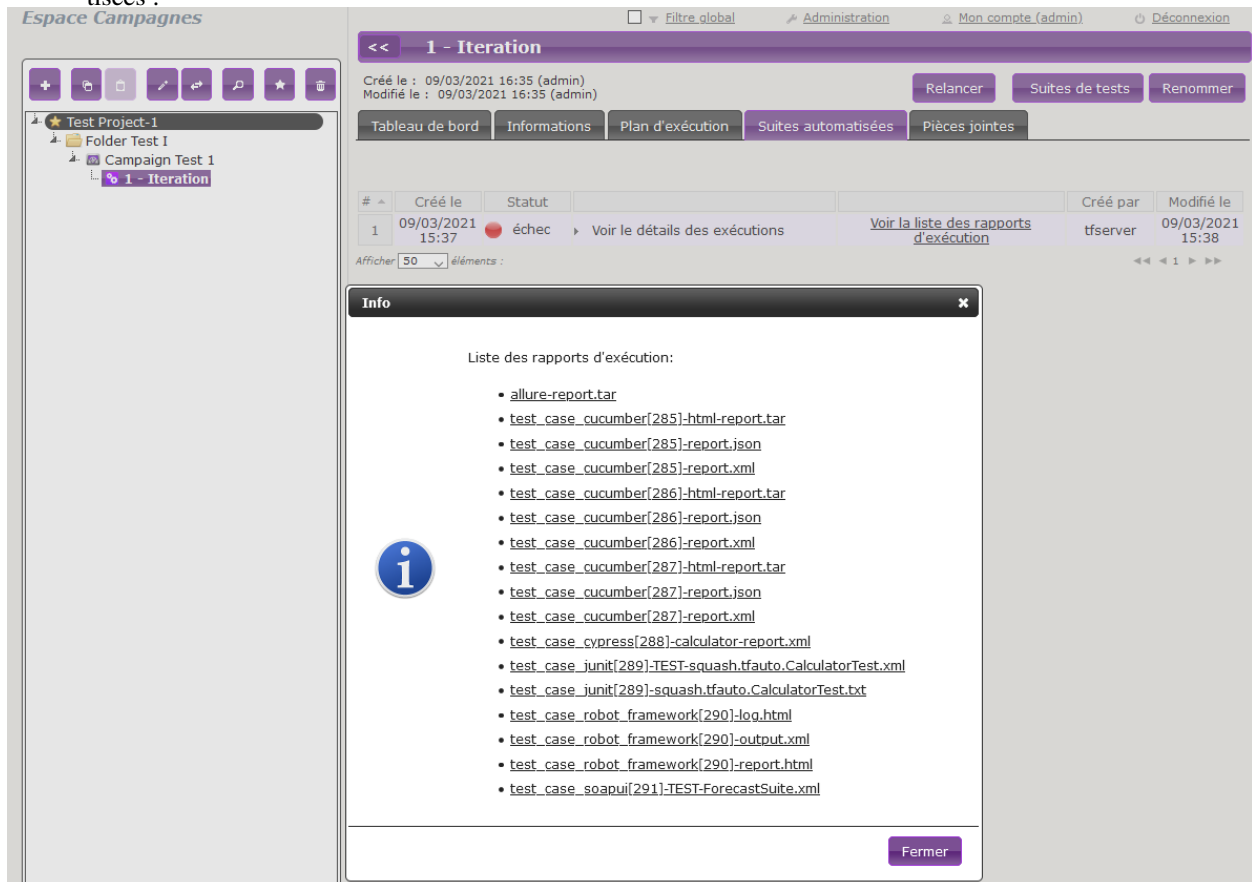 tisées :
Espace Campagnes
Filtre global Administration Mon compte (admin) Déconnexion
<< 1 - Iteration
Créé le : 09/03/2021 16:35 (admin)
Modifié le : 09/03/2021 16:35 (admin)
Relancer Suites de tests Renommer
Test Project-1
Folder Test I
Campaign Test 1
1 - Iteration
Tableau de bord Informations Plan d'exécution Suites automatisées Pièces jointes
# Créé le Statut Créé par Modifié le
1 09/03/2021 15:37 échec Voir le détails des exécutions Voir la liste des rapports d'exécution tfserver 09/03/2021 15:38
Afficher 50 éléments : 1
Info
Liste des rapports d'exécution:
• allure-report.tar
• test_case_cucumber[285]-html-report.tar
• test_case_cucumber[285]-report.json
• test_case_cucumber[285]-report.xml
• test_case_cucumber[286]-html-report.tar
• test_case_cucumber[286]-report.json
• test_case_cucumber[286]-report.xml
• test_case_cucumber[287]-html-report.tar
• test_case_cucumber[287]-report.json
• test_case_cucumber[287]-report.xml
• test_case_cypress[288]-calculator-report.xml
• test_case_junit[289]-TEST-squash.tfauto.CalculatorTest.xml
• test_case_junit[289]-squash.tfauto.CalculatorTest.txt
• test_case_robot_framework[290]-log.html
• test_case_robot_framework[290]-output.xml
• test_case_robot_framework[290]-report.html
• test_case_soapui[291]-TEST-ForecastSuite.xml
Fermer